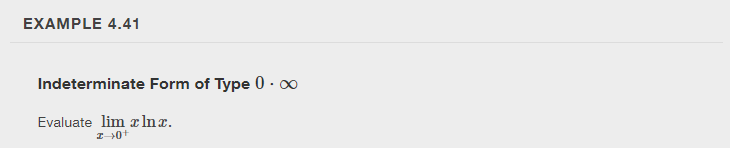 EXAMPLE 4.41
Indeterminate Form of Type 0 · ∞
Evaluate lim x ln x.
x→0⁺